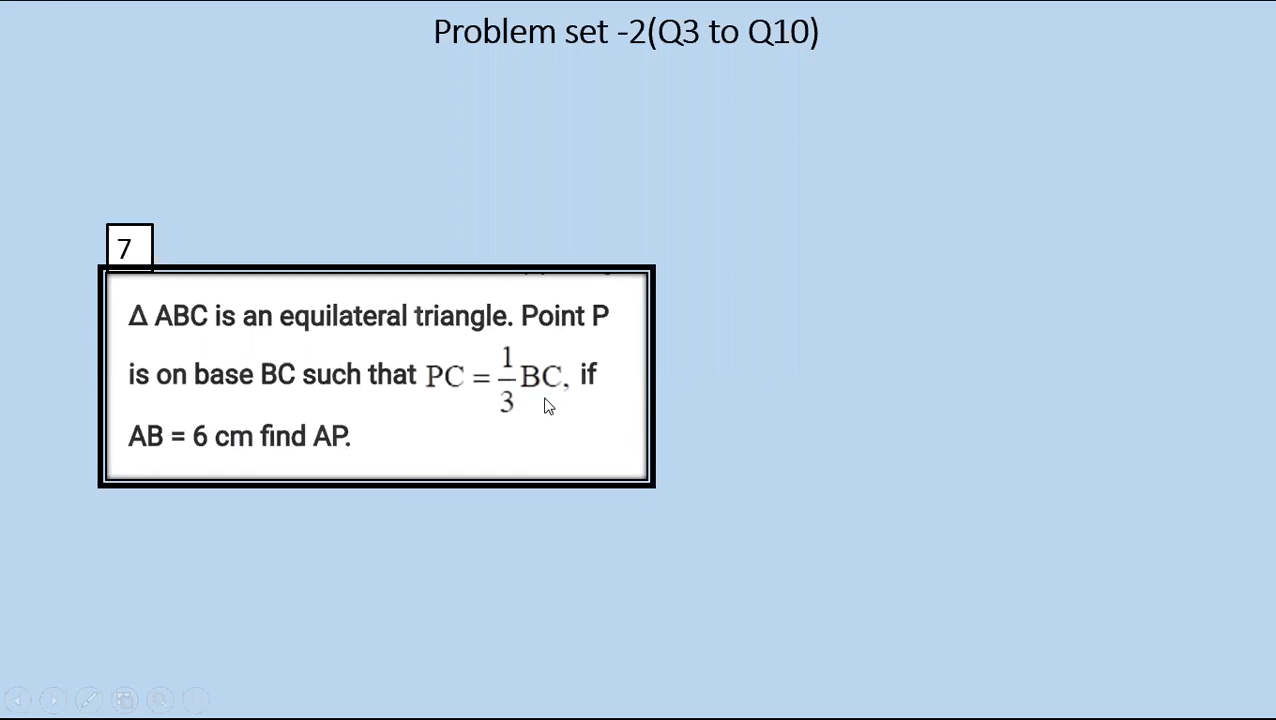 Problem set -2(Q3 to Q10)
7
Δ ABC is an equilateral triangle. Point P
is on base BC such that PC = 1/3 BC, if
AB = 6 cm find AP.